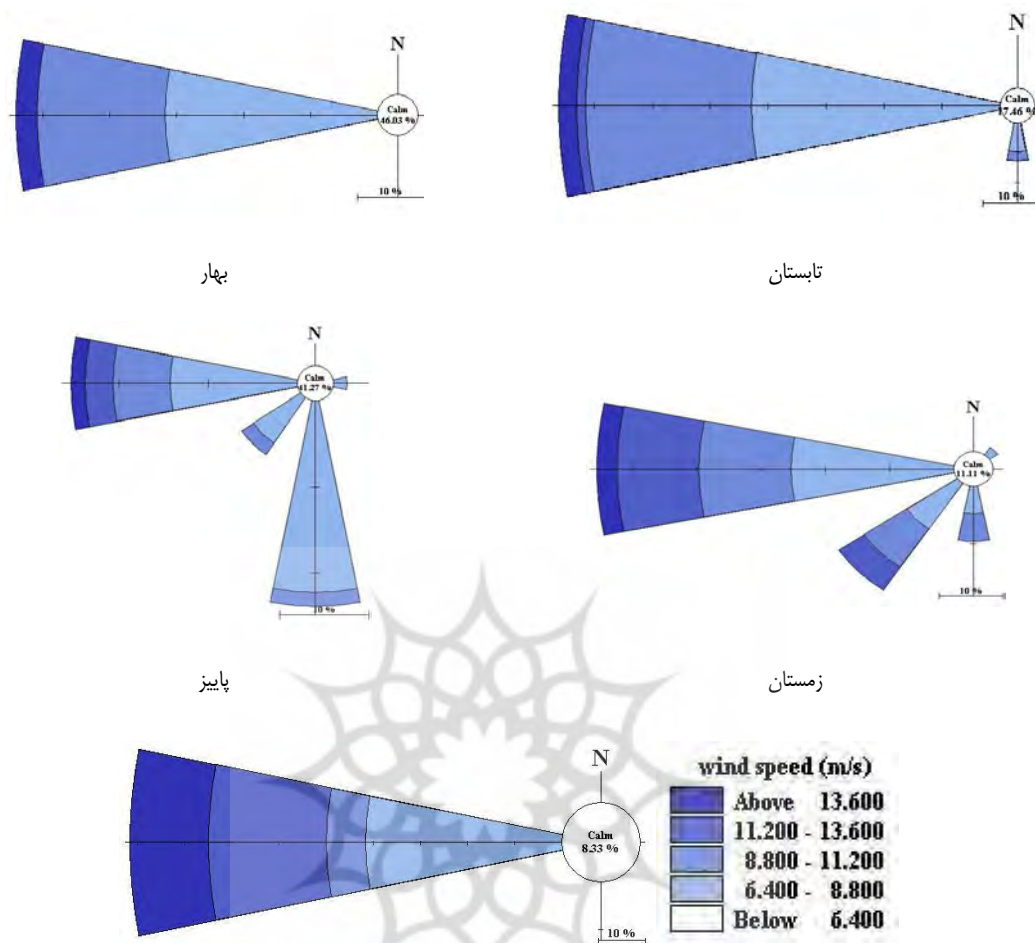 N
Calm
46.03 %
10 %
N
Calm
17.46 %
10 %
بهار
تابستان
N
Calm
41.27 %
10 %
N
Calm
11.11 %
10 %
پاییز
زمستان
N
Calm
8.33 %
10 %
wind speed (m/s)
Above 13.600
11.200 - 13.600
8.800 - 11.200
6.400 - 8.800
Below 6.400